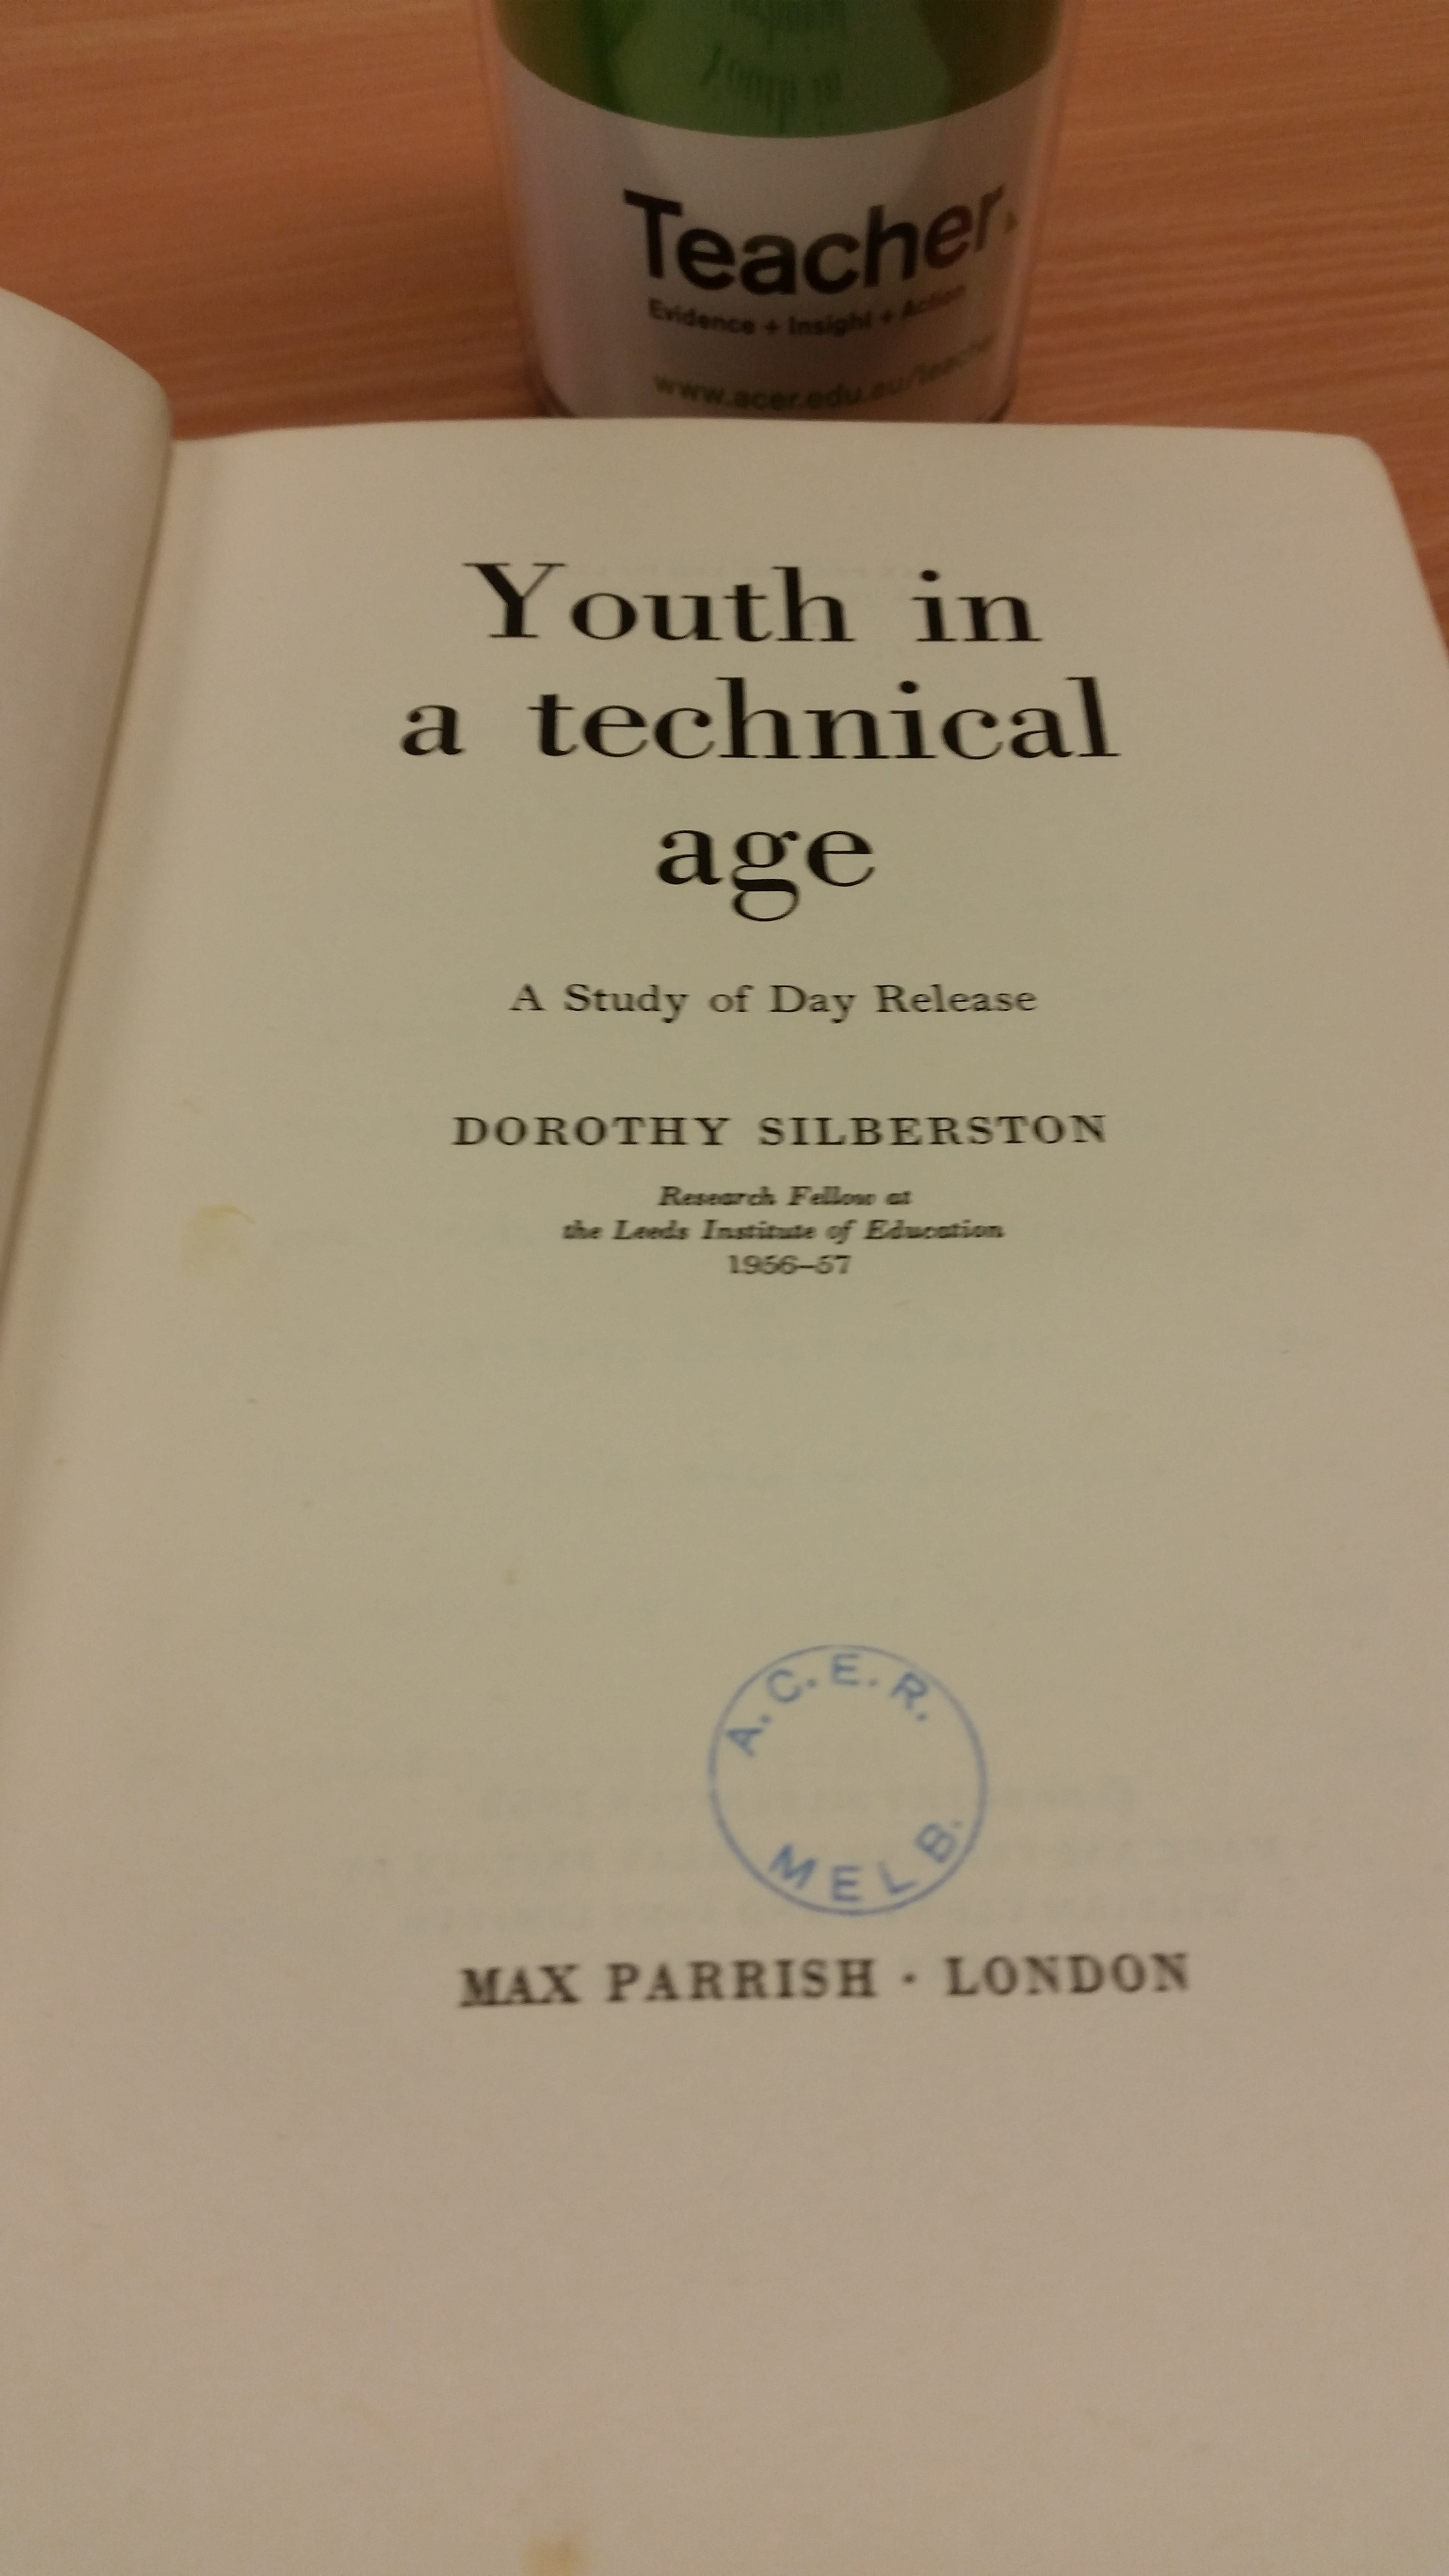 Teacher.
Evidence + Insight + Action
www.acer.edu.au/teacher
Youth in
a technical
age
A Study of Day Release
DOROTHY SILBERSTON
Research Fellow at
the Leeds Institute of Education
1956–57
A.C.E.R.
MELB.
MAX PARRISH · LONDON